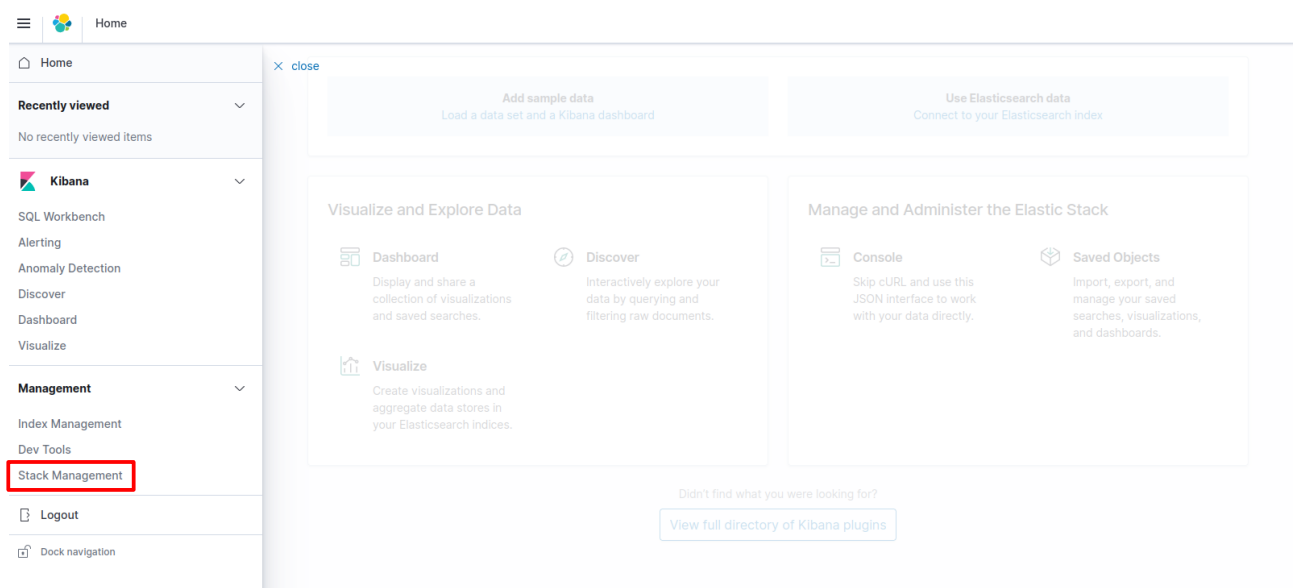 Home
Home
close
Recently viewed
No recently viewed items
Kibana
SQL Workbench
Alerting
Anomaly Detection
Discover
Dashboard
Visualize
Management
Index Management
Dev Tools
Stack Management
Logout
Dock navigation
Add sample data
Load a data set and a Kibana dashboard
Use Elasticsearch data
Connect to your Elasticsearch index
Visualize and Explore Data
Dashboard
Display and share a
collection of visualizations
and saved searches.
Discover
Interactively explore your
data by querying and
filtering raw documents.
Visualize
Create visualizations and
aggregate data stores in
your Elasticsearch indices.
Manage and Administer the Elastic Stack
Console
Skip cURL and use this
JSON interface to work
with your data directly.
Saved Objects
Import, export, and
manage your saved
searches, visualizations,
and dashboards.
Didn't find what you were looking for?
View full directory of Kibana plugins